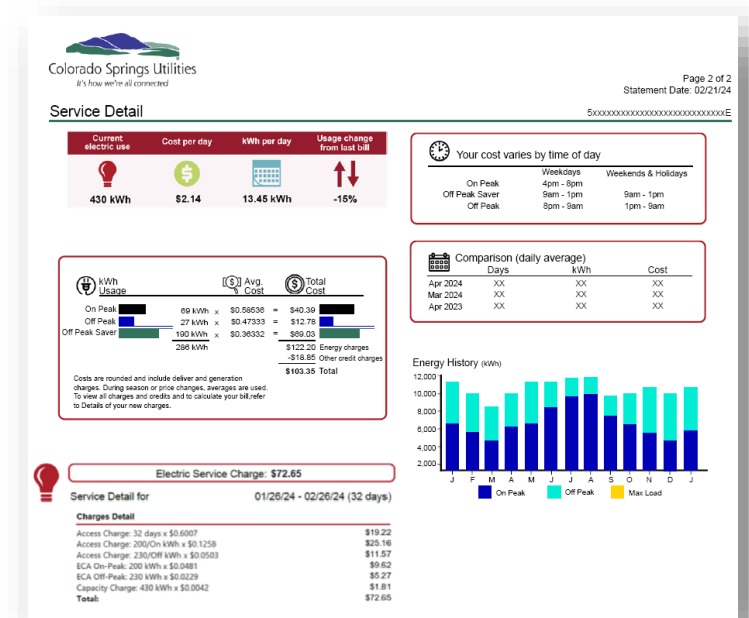 Colorado Springs Utilities
It's how we're all connected
Page 2 of 2
Statement Date: 02/21/24
Service Detail
5xxxxxxxxxxxxxxxxxxxxxxxxxxxxE
Current electric use
Cost per day
kWh per day
Usage change from last bill
430 kWh
$2.14
13.45 kWh
-15%
Your cost varies by time of day
Weekdays Weekends & Holidays
On Peak 4pm - 8pm
Off Peak Saver 9am - 1pm 9am - 1pm
Off Peak 8pm - 9am 1pm - 9am
Comparison (daily average)
Days kWh Cost
Apr 2024 XX XX XX
Mar 2024 XX XX XX
Apr 2023 XX XX XX
kWh Usage
[($)] Avg. Cost
($) Total Cost
On Peak 69 kWh x $0.58536 = $40.39
Off Peak 27 kWh x $0.47333 = $12.78
Off Peak Saver 190 kWh x $0.36332 = $69.03
286 kWh $122.20 Energy charges
-$18.85 Other credit charges
$103.35 Total
Costs are rounded and include deliver and generation
charges. During season or price changes, averages are used.
To view all charges and credits and to calculate your bill,refer
to Details of your new charges.
Energy History (kWh)
12,000
10,000
8,000
6,000
4,000
2,000
J F M A M J J A S O N D J
On Peak Off Peak Max Load
Electric Service Charge: $72.65
Service Detail for 01/26/24 - 02/26/24 (32 days)
Charges Detail
Access Charge: 32 days x $0.6007 $19.22
Access Charge: 200/On kWh x $0.1258 $25.16
Access Charge: 230/Off kWh x $0.0503 $11.57
ECA On-Peak: 200 kWh x $0.0481 $9.62
ECA Off-Peak: 230 kWh x $0.0229 $5.27
Capacity Charge: 430 kWh x $0.0042 $1.81
Total: $72.65